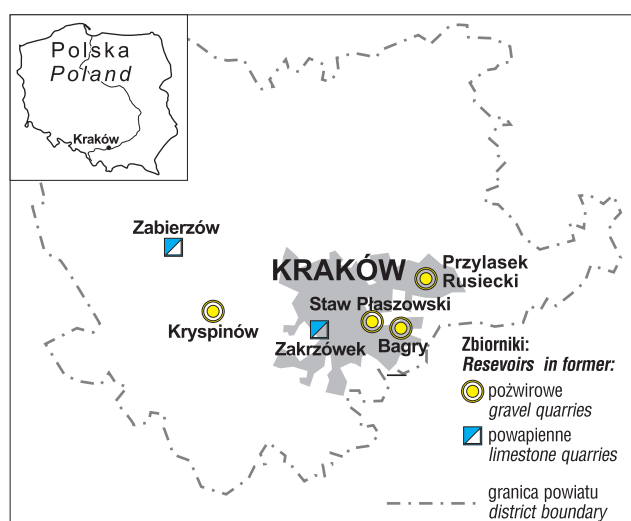 Polska
Poland
Kraków
Zabierzów
KRAKÓW
Przylasek
Rusiecki
Staw Płaszowski
Kryspinów
Zakrzówek
Bagry
Zbiorniki:
Resevoirs in former:
pożwirowe
gravel quarries
powapienne
limestone quarries
granica powiatu
district boundary